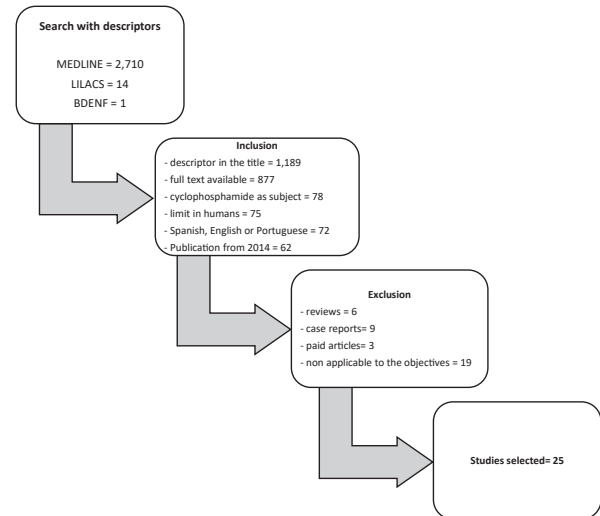 Search with descriptors
MEDLINE = 2,710
LILACS = 14
BDENF = 1
Inclusion
- descriptor in the title = 1,189
- full text available = 877
- cyclophosphamide as subject = 78
- limit in humans = 75
- Spanish, English or Portuguese = 72
- Publication from 2014 = 62
Exclusion
- reviews = 6
- case reports= 9
- paid articles= 3
- non applicable to the objectives = 19
Studies selected= 25